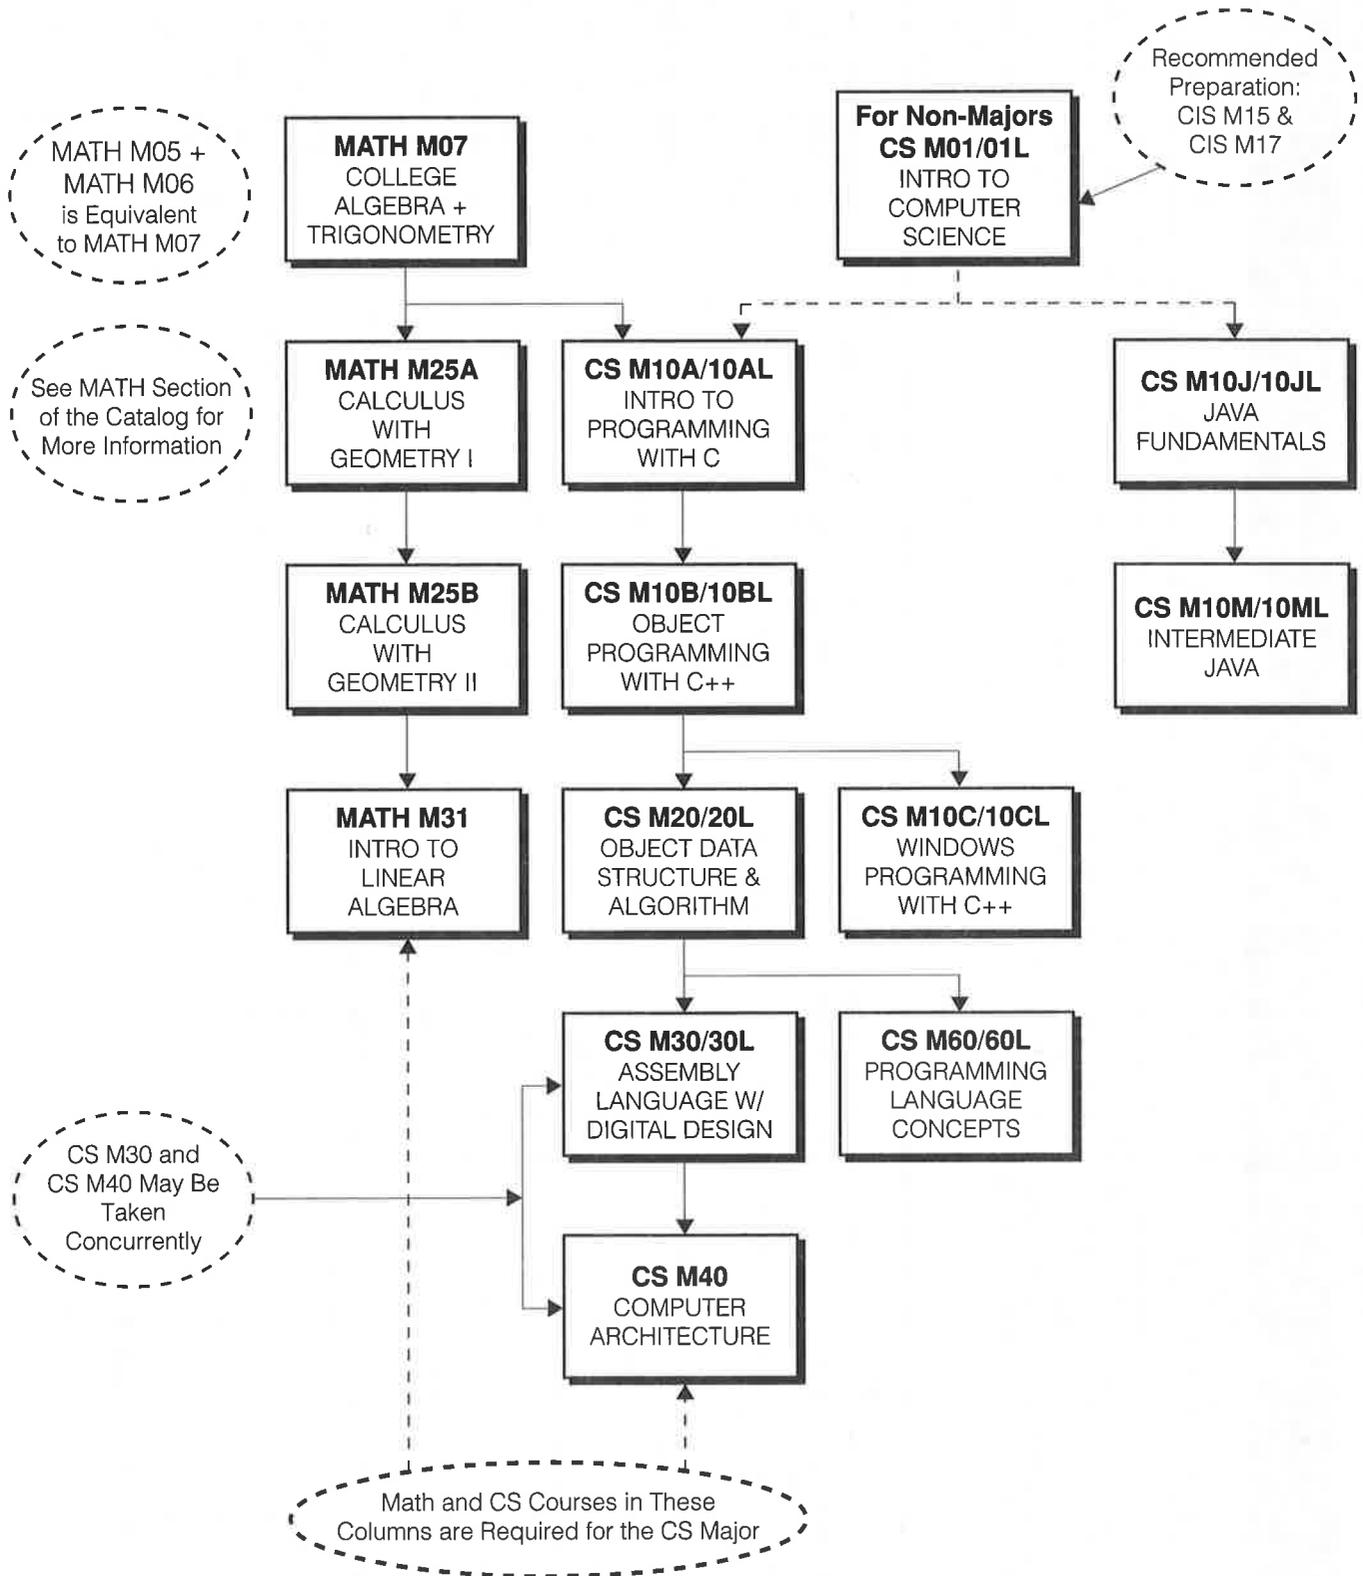 Recommended
Preparation:
CIS M15 &
CIS M17
For Non-Majors
CS M01/01L
INTRO TO
COMPUTER
SCIENCE
MATH M05 +
MATH M06
is Equivalent
to MATH M07
MATH M07
COLLEGE
ALGEBRA +
TRIGONOMETRY
See MATH Section
of the Catalog for
More Information
MATH M25A
CALCULUS
WITH
GEOMETRY I
CS M10A/10AL
INTRO TO
PROGRAMMING
WITH C
CS M10J/10JL
JAVA
FUNDAMENTALS
MATH M25B
CALCULUS
WITH
GEOMETRY II
CS M10B/10BL
OBJECT
PROGRAMMING
WITH C++
CS M10M/10ML
INTERMEDIATE
JAVA
MATH M31
INTRO TO
LINEAR
ALGEBRA
CS M20/20L
OBJECT DATA
STRUCTURE &
ALGORITHM
CS M10C/10CL
WINDOWS
PROGRAMMING
WITH C++
CS M30/30L
ASSEMBLY
LANGUAGE W/
DIGITAL DESIGN
CS M60/60L
PROGRAMMING
LANGUAGE
CONCEPTS
CS M30 and
CS M40 May Be
Taken
Concurrently
CS M40
COMPUTER
ARCHITECTURE
Math and CS Courses in These
Columns are Required for the CS Major